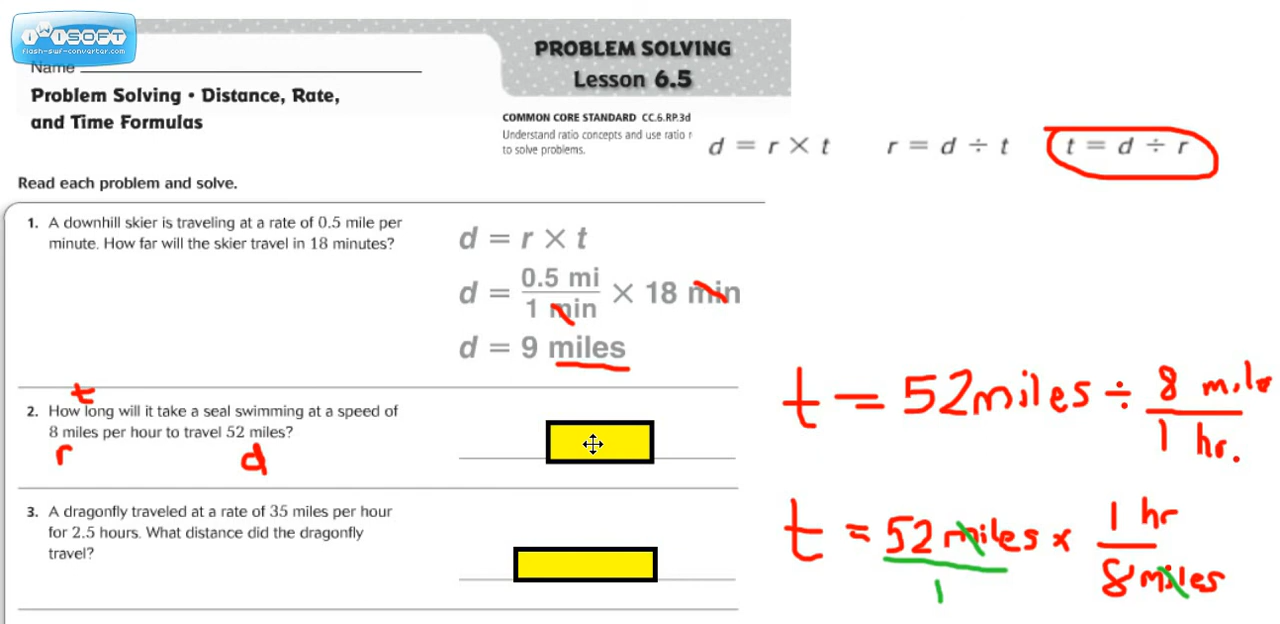 iWiSOFT
flash-swf-converter.com
Name
PROBLEM SOLVING
Lesson 6.5
Problem Solving • Distance, Rate,
and Time Formulas
COMMON CORE STANDARD CC.6.RP.3d
Understand ratio concepts and use ratio r
to solve problems.
d = r × t r = d ÷ t t = d ÷ r
Read each problem and solve.
1. A downhill skier is traveling at a rate of 0.5 mile per
minute. How far will the skier travel in 18 minutes?
d = r × t
d = 0.5 mi / 1 min × 18 min
d = 9 miles
t
2. How long will it take a seal swimming at a speed of
8 miles per hour to travel 52 miles?
r d
t = 52 miles ÷ 8 mile / 1 hr.
3. A dragonfly traveled at a rate of 35 miles per hour
for 2.5 hours. What distance did the dragonfly
travel?
t = 52 miles / 1 × 1 hr / 8 miles